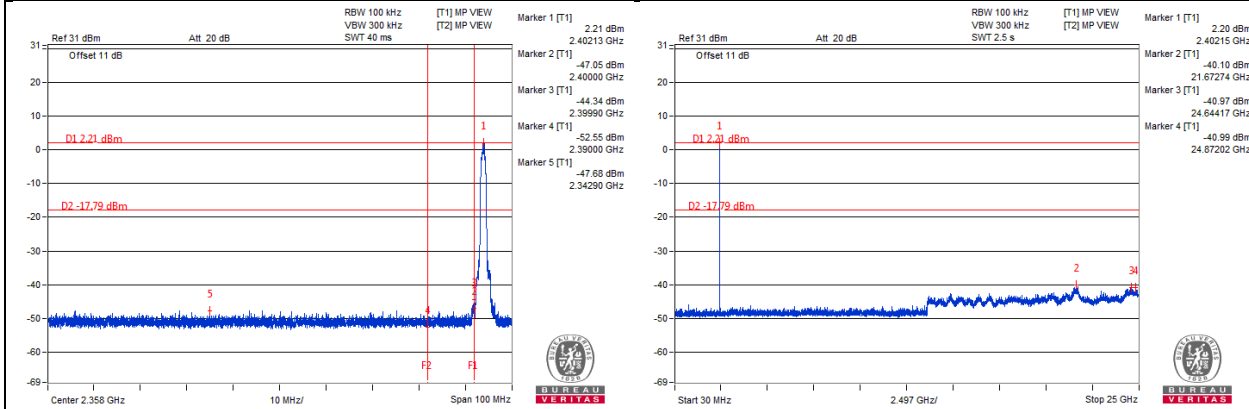 RBW 100 kHz [T1] MP VIEW
VBW 300 kHz [T2] MP VIEW
Ref 31 dBm Att 20 dB SWT 40 ms
Marker 1 [T1]
2.21 dBm
2.40213 GHz
Marker 2 [T1]
-47.05 dBm
2.40000 GHz
Marker 3 [T1]
-44.34 dBm
2.39990 GHz
Marker 4 [T1]
-52.55 dBm
2.39000 GHz
Marker 5 [T1]
-47.68 dBm
2.34290 GHz
31
Offset 11 dB
20
10
1
D1 2.21 dBm
0
-10
D2 -17.79 dBm
-20
-30
-40
5
4
-50
-60
F2 F1
-69
Center 2.358 GHz 10 MHz/ Span 100 MHz
BUREAU VERITAS
1828
BUREAU
VERITAS
RBW 100 kHz [T1] MP VIEW
VBW 300 kHz [T2] MP VIEW
Ref 31 dBm Att 20 dB SWT 2.5 s
Marker 1 [T1]
2.20 dBm
2.40215 GHz
Marker 2 [T1]
-40.10 dBm
21.67274 GHz
Marker 3 [T1]
-40.97 dBm
24.64417 GHz
Marker 4 [T1]
-40.99 dBm
24.87202 GHz
31
Offset 11 dB
20
10
1
D1 2.21 dBm
0
-10
D2 -17.79 dBm
-20
-30
2 34
-40
-50
-60
-69
Start 30 MHz 2.497 GHz/ Stop 25 GHz
BUREAU VERITAS
1828
BUREAU
VERITAS